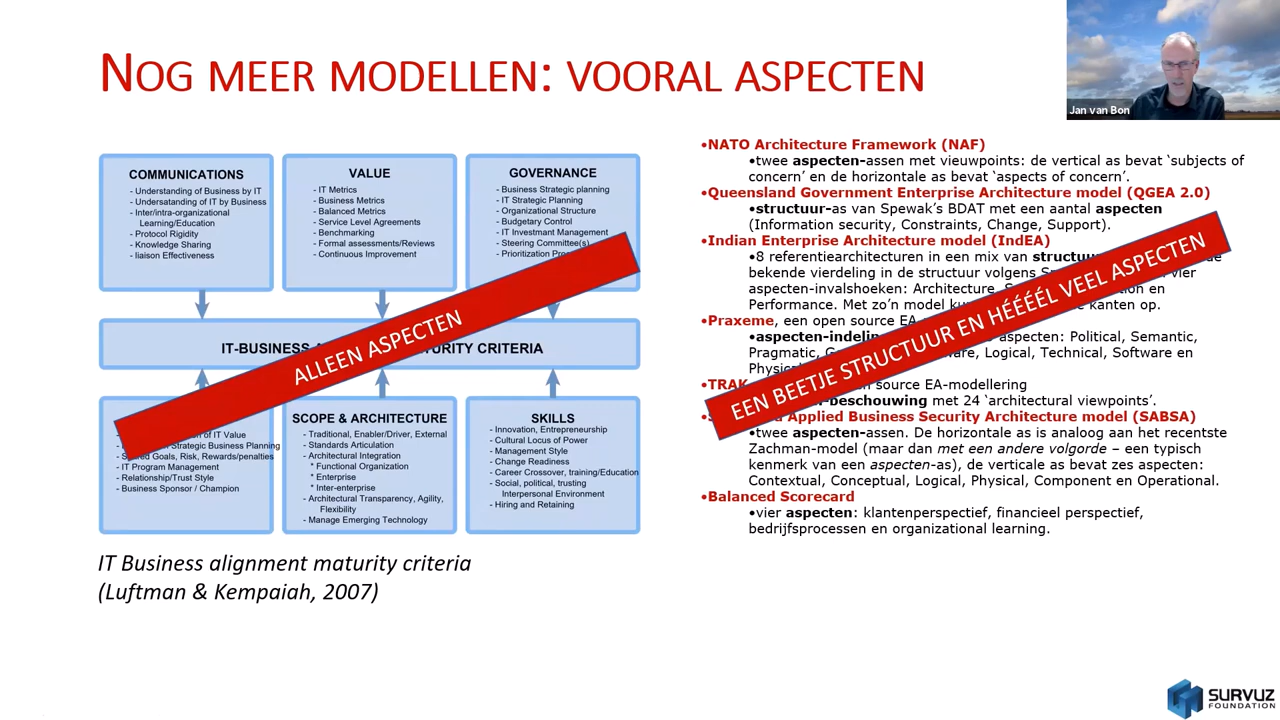 NOG MEER MODELLEN: VOORAL ASPECTEN
Jan van Bon
COMMUNICATIONS
- Understanding of Business by IT
- Undersatanding of IT by Business
- Inter/intra-organizational
Learning/Education
- Protocol Rigidity
- Knowledge Sharing
- liaison Effectiveness
VALUE
- IT Metrics
- Business Metrics
- Balanced Metrics
- Service Level Agreements
- Benchmarking
- Formal assessments/Reviews
- Continuous Improvement
GOVERNANCE
- Business Strategic planning
- IT Strategic Planning
- Organizational Structure
- Budgetary Control
- IT Investment Management
- Steering Committee(s)
- Prioritization
IT-BUSINESS CRITERIA
ALLEEN ASPECTEN
of IT Value
Strategic Business Planning
Goals, Risk, Rewards/penalties
- IT Program Management
- Relationship/Trust Style
- Business Sponsor / Champion
SCOPE & ARCHITECTURE
- Traditional, Enabler/Driver, External
- Standards Articulation
- Architectural Integration
* Functional Organization
* Enterprise
* Inter-enterprise
- Architectural Transparency, Agility,
Flexibility
- Manage Emerging Technology
SKILLS
- Innovation, Entrepreneurship
- Cultural Locus of Power
- Management Style
- Change Readiness
- Career Crossover, training/Education
- Social, political, trusting
Interpersonal Environment
- Hiring and Retaining
IT Business alignment maturity criteria
(Luftman & Kempaiah, 2007)
•NATO Architecture Framework (NAF)
•twee aspecten-assen met vieuwpoints: de vertical as bevat ‘subjects of
concern’ en de horizontale as bevat ‘aspects of concern’.
•Queensland Government Enterprise Architecture model (QGEA 2.0)
•structuur-as van Spewak’s BDAT met een aantal aspecten
(Information security, Constraints, Change, Support).
•Indian Enterprise Architecture model (IndEA)
•8 referentiearchitecturen in een mix van
bekende vierdeling in de structuur volgens vier
aspecten-invalshoeken: Architecture, en
Performance. Met zo’n model kanten op.
•Praxeme, een open source EA
aspecten: Political, Semantic,
Pragmatic, Logical, Technical, Software en
•TRAK source EA-modellering
-beschouwing met 24 ‘architectural viewpoints’.
EEN BEETJE STRUCTUUR EN HÉÉÉÉL VEEL ASPECTEN
Applied Business Security Architecture model (SABSA)
•twee aspecten-assen. De horizontale as is analoog aan het recentste
Zachman-model (maar dan met een andere volgorde – een typisch
kenmerk van een aspecten-as), de verticale as bevat zes aspecten:
Contextual, Conceptual, Logical, Physical, Component en Operational.
•Balanced Scorecard
•vier aspecten: klantenperspectief, financieel perspectief,
bedrijfsprocessen en organizational learning.
SURVUZ
FOUNDATION